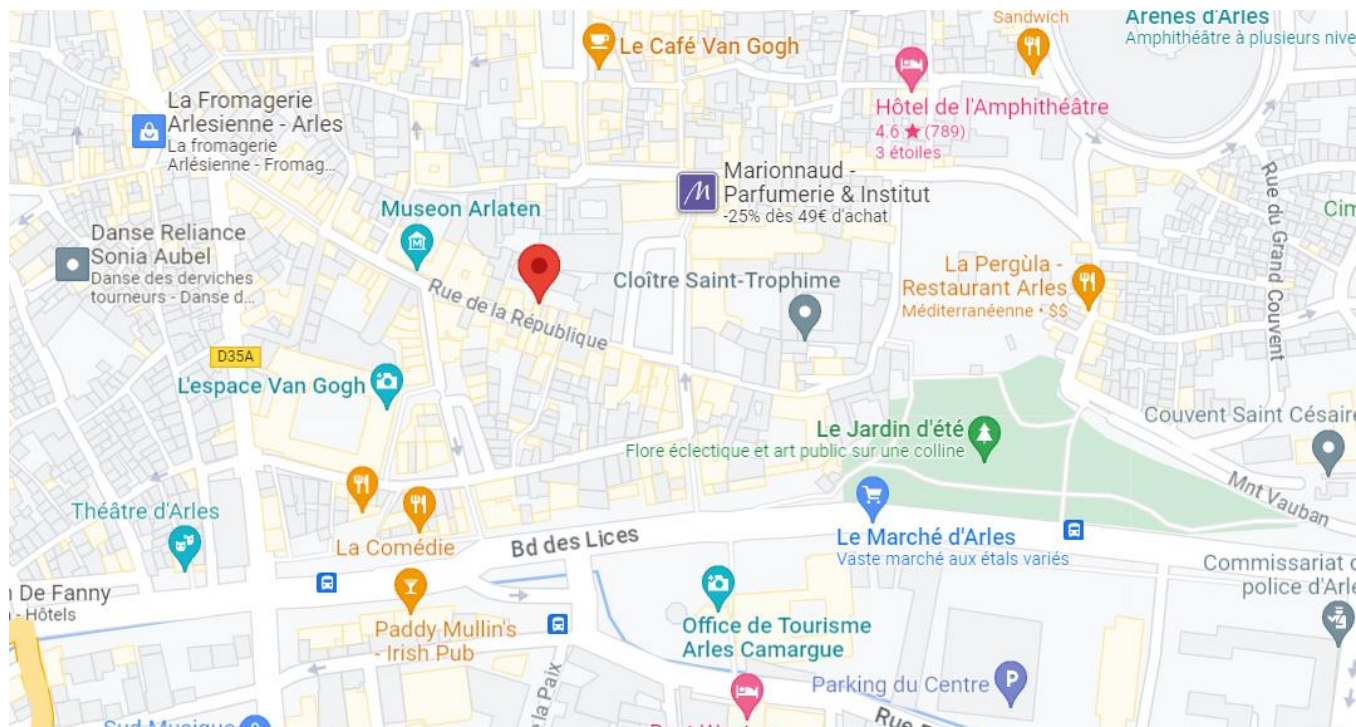 Sandwich
Arènes d'Arles
Amphithéâtre à plusieurs nive
Le Café Van Gogh
La Fromagerie
Arlesienne - Arles
La fromagerie
Arlésienne - Fromag...
Hôtel de l'Amphithéâtre
4.6 ★ (789)
3 étoiles
Marionnaud -
Parfumerie & Institut
-25% dès 49€ d'achat
M
Museon Arlaten
M
Rue du Grand Couvent
Cim
Danse Reliance
Sonia Aubel
Danse des derviches
tourneurs - Danse d...
Rue de la République
Cloître Saint-Trophime
La Pergùla -
Restaurant Arles
Méditerranéenne • $$
D35A
L'espace Van Gogh
Le Jardin d'été
Flore éclectique et art public sur une colline
Couvent Saint Césaire
Mnt Vauban
Théâtre d'Arles
La Comédie
Bd des Lices
Le Marché d'Arles
Vaste marché aux étals variés
Commissariat
police d'Arle
De Fanny
- Hôtels
Paddy Mullin's
- Irish Pub
Office de Tourisme
Arles Camargue
la Paix
Parking du Centre
P
Rue
Sud Musique